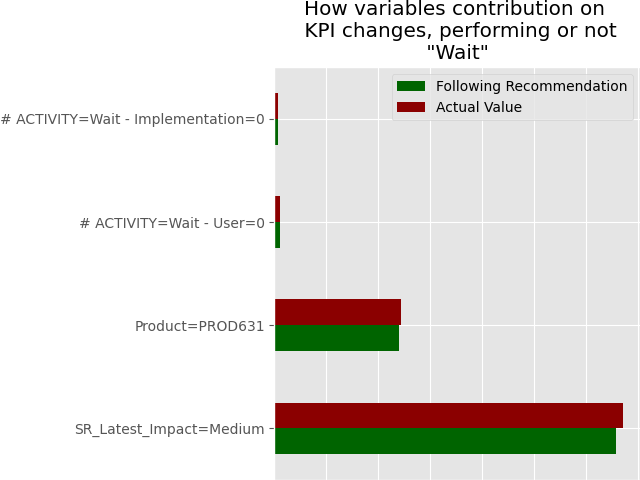 How variables contribution on
KPI changes, performing or not
"Wait"
Following Recommendation
Actual Value
# ACTIVITY=Wait - Implementation=0
# ACTIVITY=Wait - User=0
Product=PROD631
SR_Latest_Impact=Medium